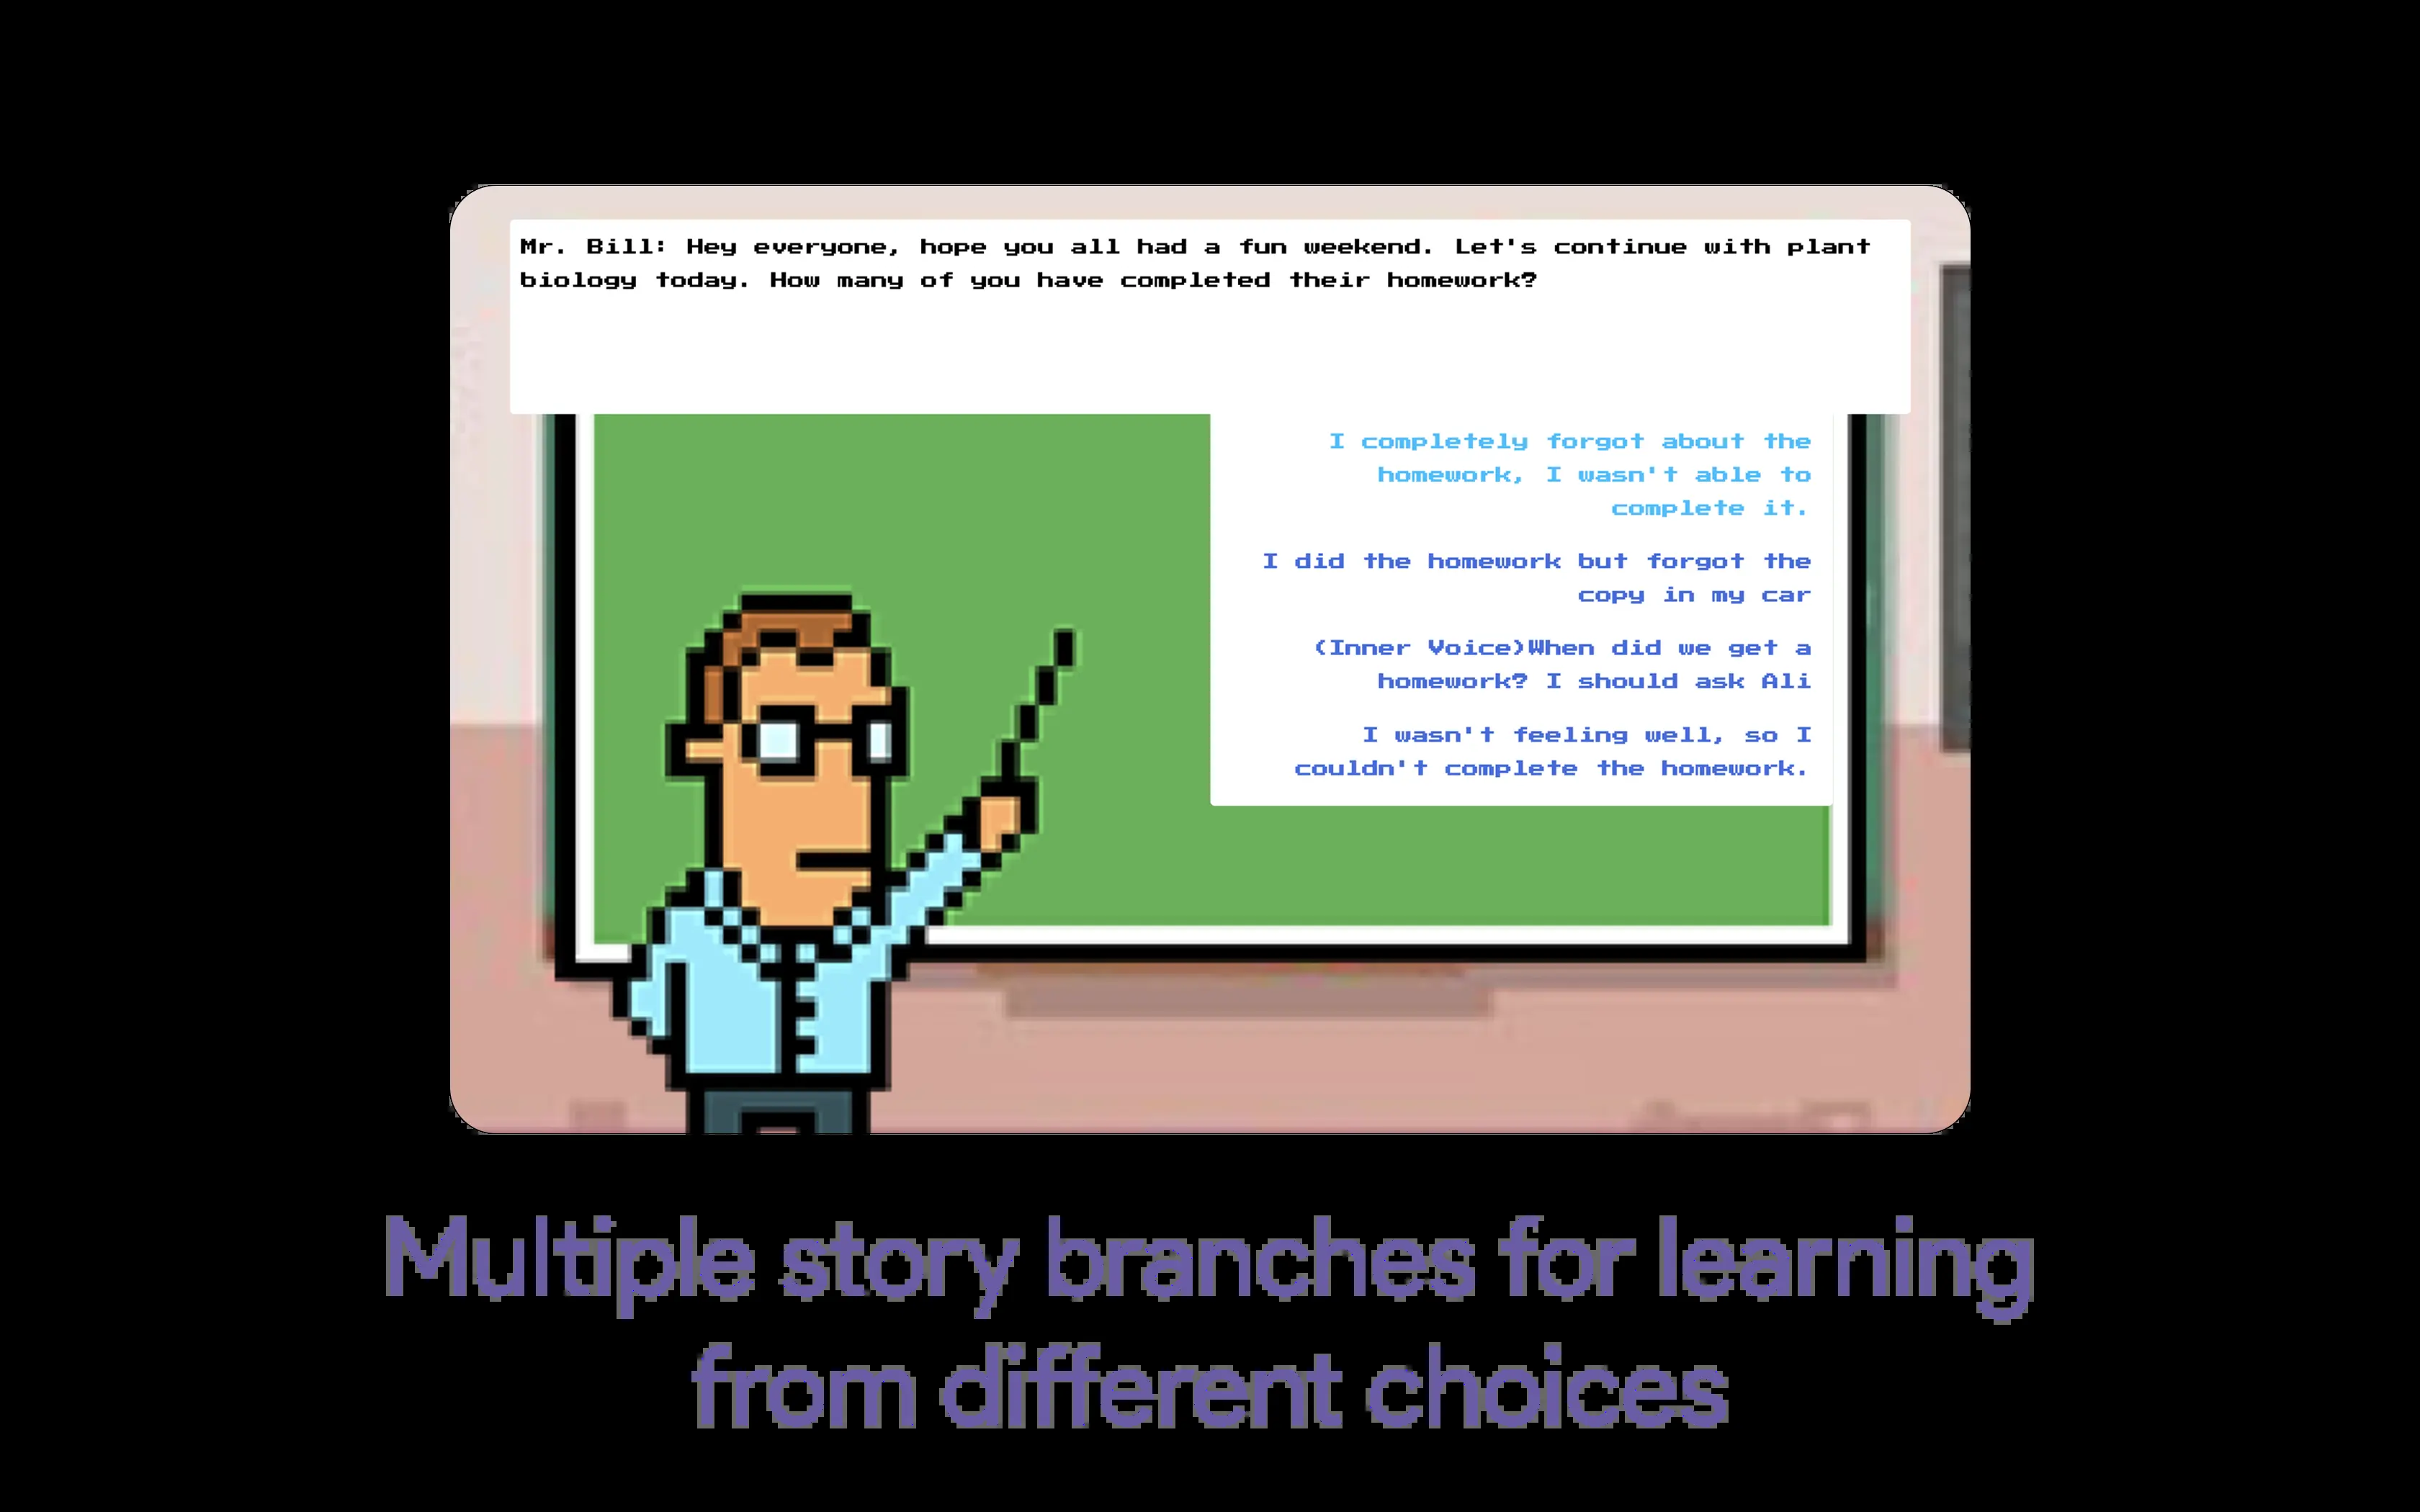 Mr. Bill: Hey everyone, hope you all had a fun weekend. Let's continue with plant
biology today. How many of you have completed their homework?
I completely forgot about the
homework, I wasn't able to
complete it.
I did the homework but forgot the
copy in my car
(Inner Voice)When did we get a
homework? I should ask Ali
I wasn't feeling well, so I
couldn't complete the homework.
Multiple story branches for learning
from different choices